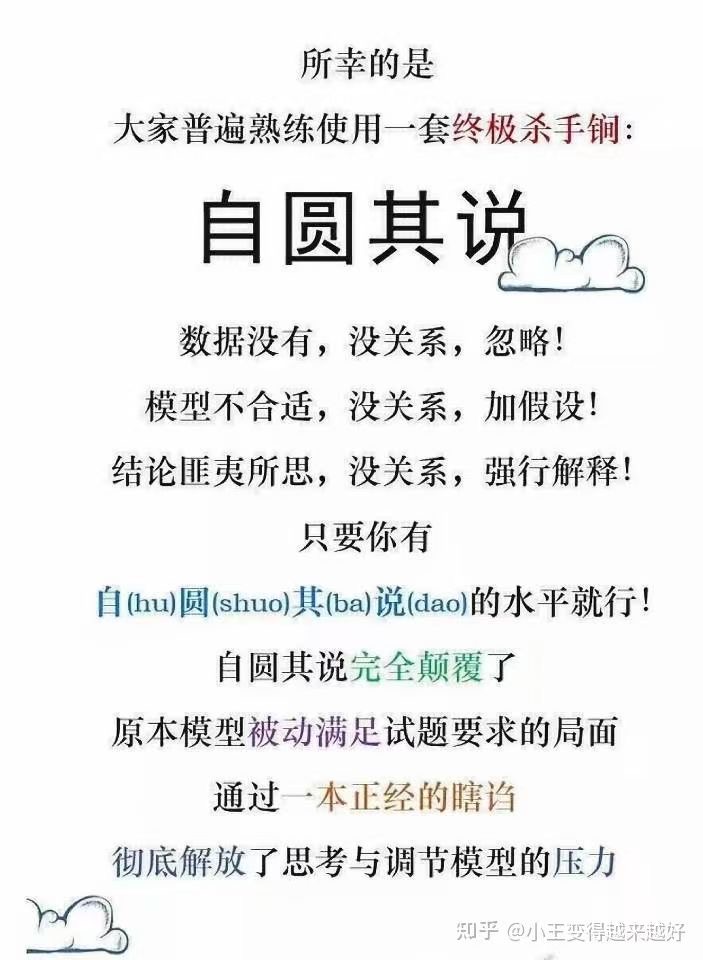 所幸的是
大家普遍熟练使用一套终极杀手锏：
自圆其说
数据没有，没关系，忽略！
模型不合适，没关系，加假设！
结论匪夷所思，没关系，强行解释！
只要你有
自(hu)圆(shuo)其(ba)说(dao)的水平就行！
自圆其说完全颠覆了
原本模型被动满足试题要求的局面
通过一本正经的瞎诌
彻底解放了思考与调节模型的压力
知乎 @小王变得越来越好